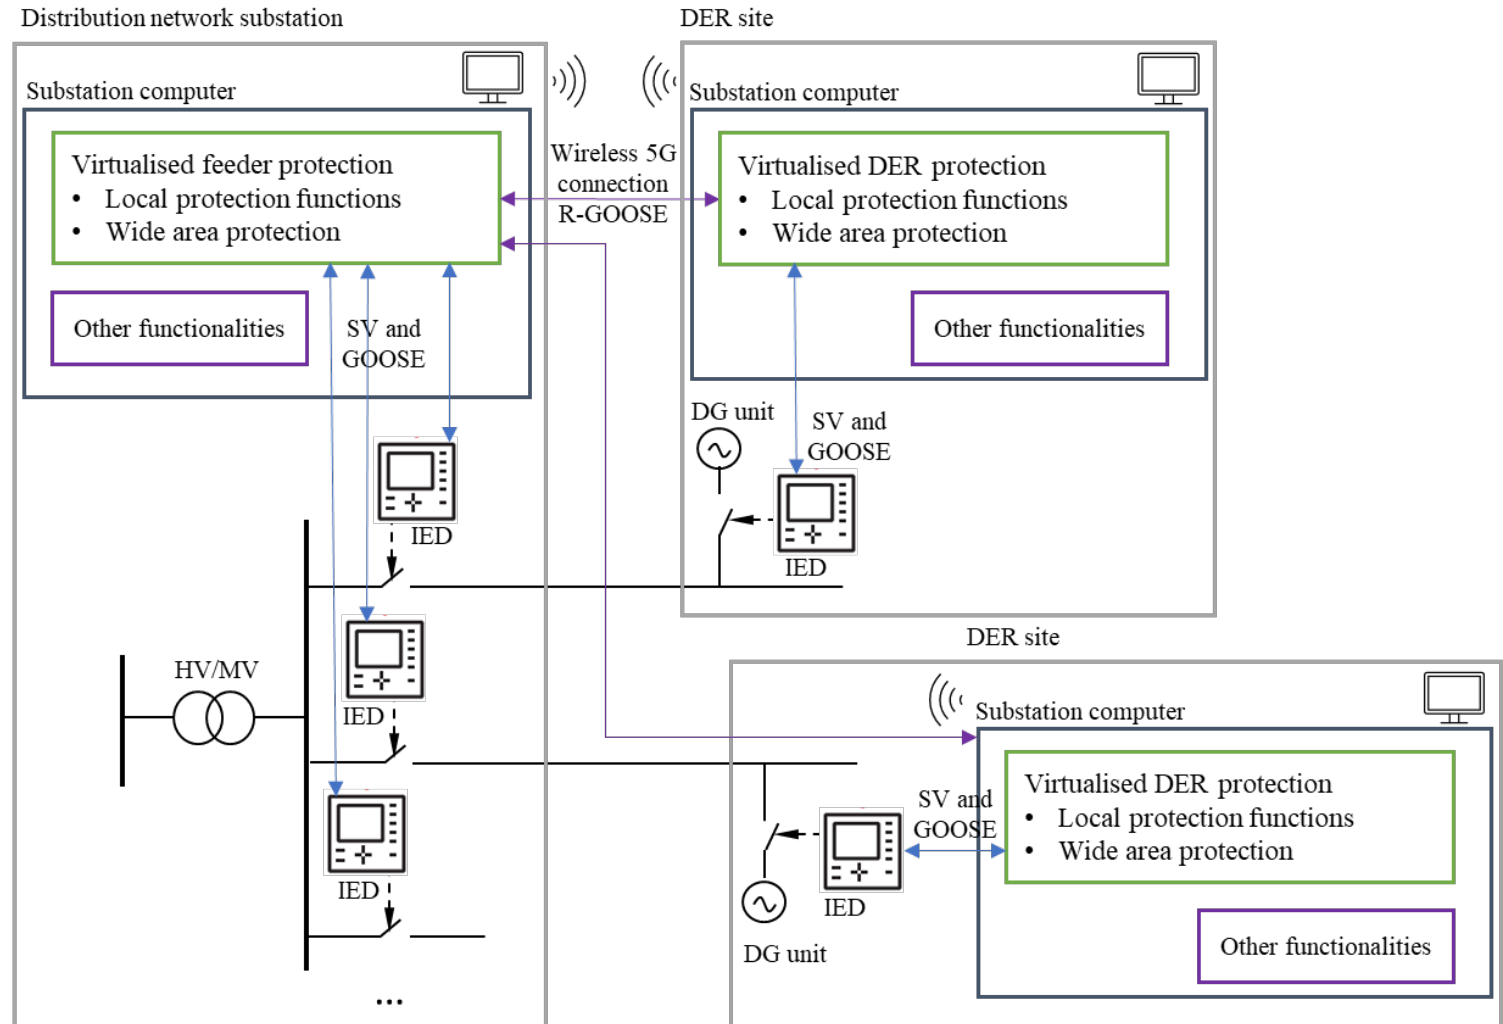 Distribution network substation
DER site
Substation computer
Substation computer
Virtualised feeder protection
• Local protection functions
• Wide area protection
Wireless 5G
connection
R-GOOSE
Virtualised DER protection
• Local protection functions
• Wide area protection
Other functionalities
SV and
GOOSE
Other functionalities
DG unit
SV and
GOOSE
IED
IED
DER site
HV/MV
IED
Substation computer
Virtualised DER protection
• Local protection functions
• Wide area protection
SV and
GOOSE
IED
IED
DG unit
Other functionalities
...